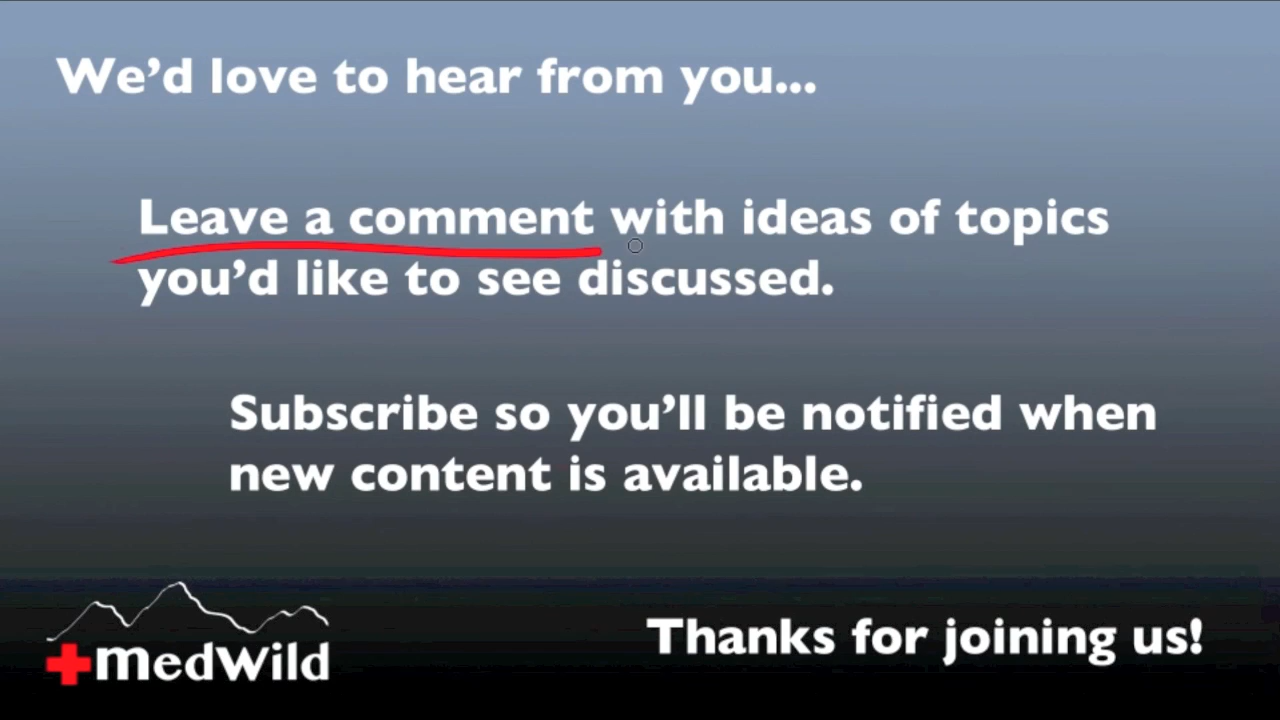 We’d love to hear from you...
Leave a comment with ideas of topics
you’d like to see discussed.
Subscribe so you’ll be notified when
new content is available.
medwild
Thanks for joining us!